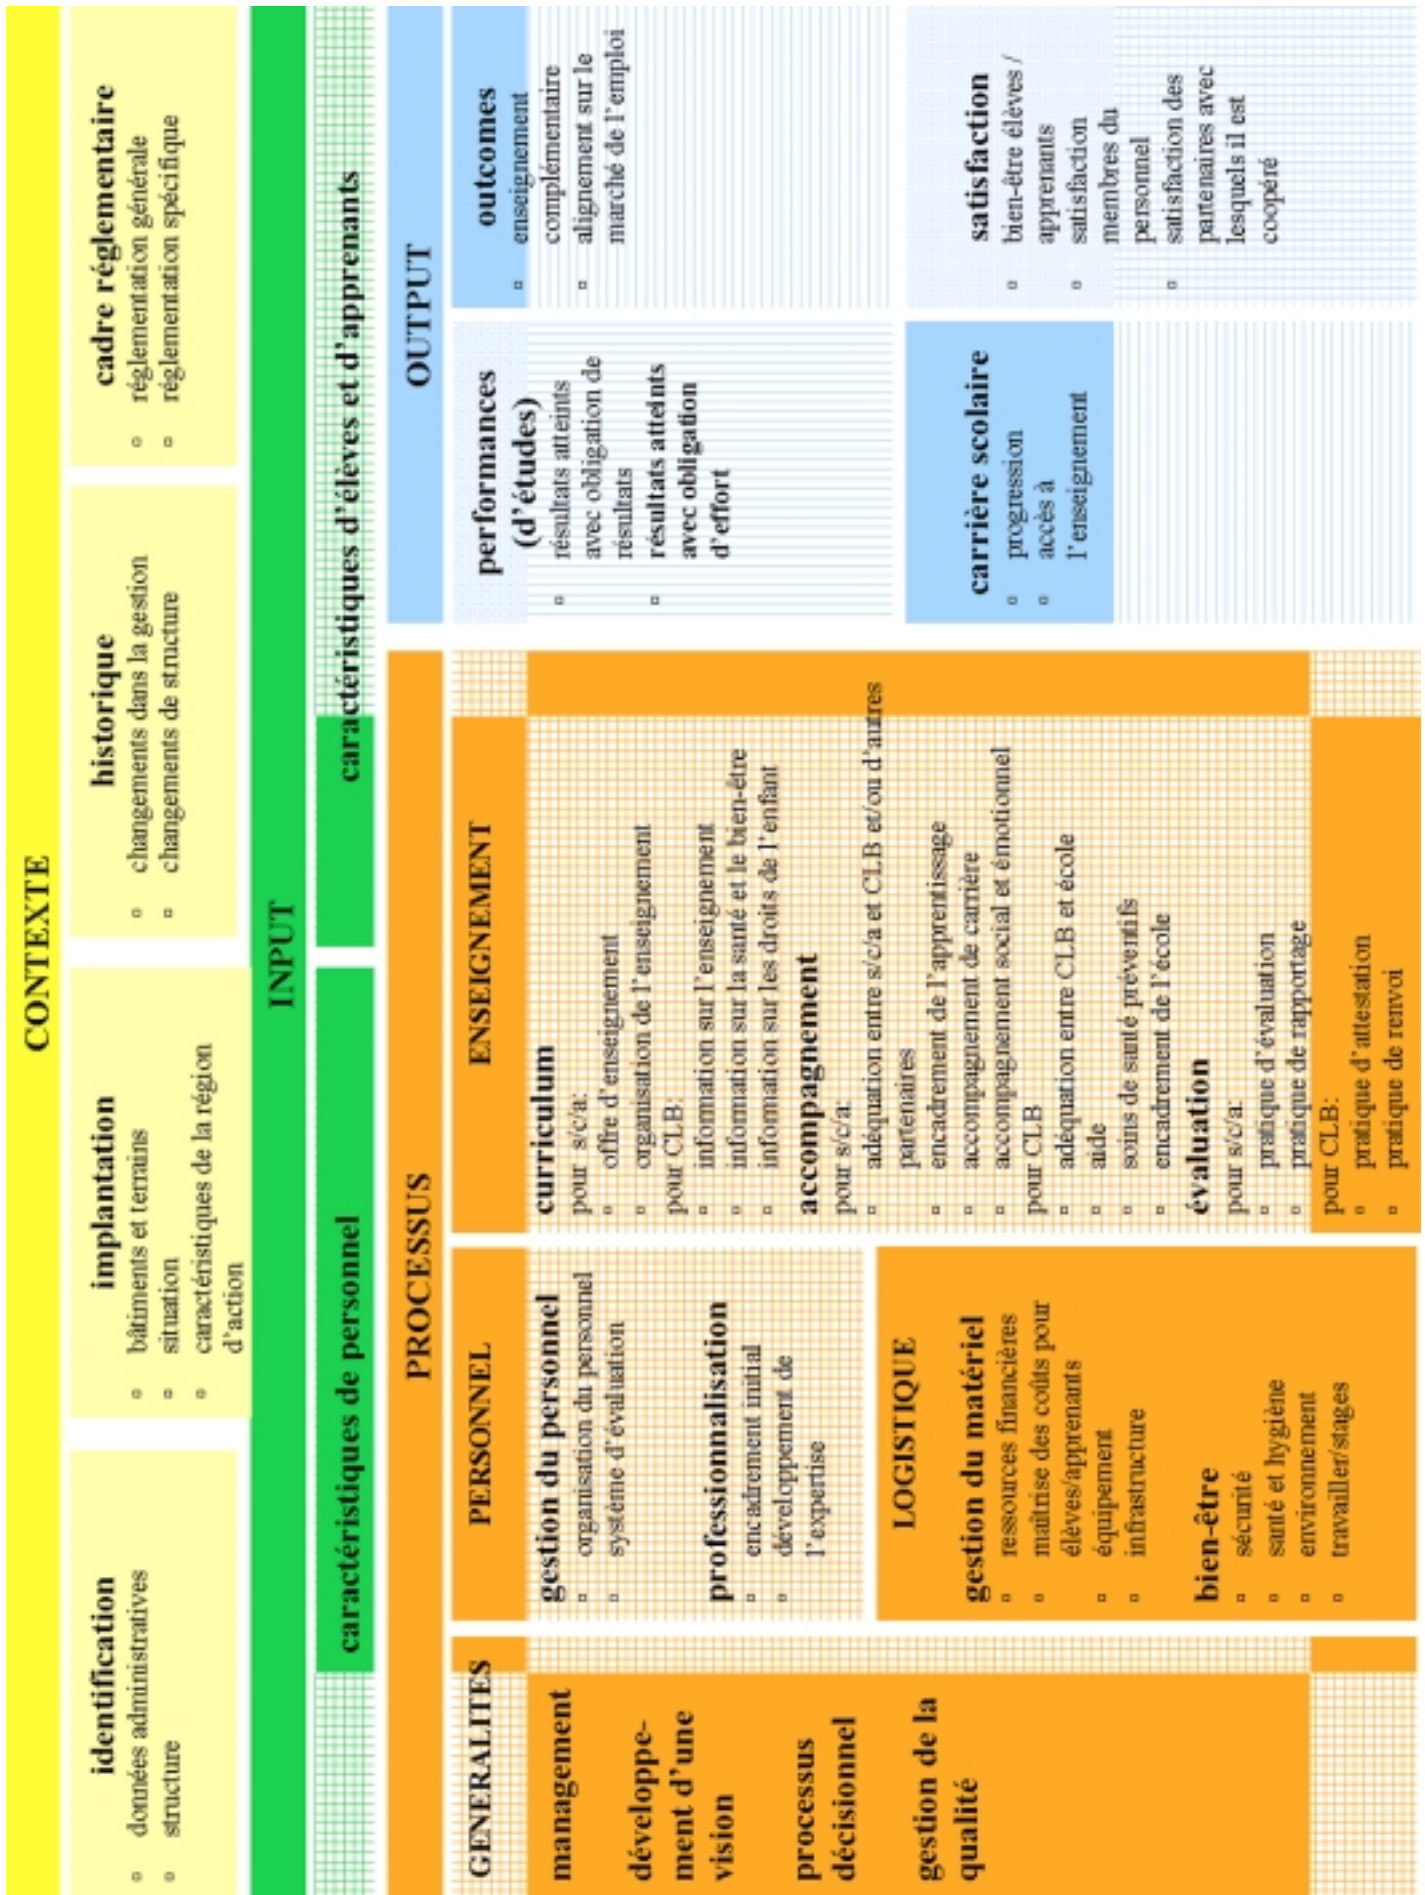 CONTEXTE
identification
données administratives
structure
implantation
bâtiments et terrains
situation
caractéristiques de la région
d'action
historique
changements dans la gestion
changements de structure
cadre réglementaire
réglementation générale
réglementation spécifique
INPUT
caractéristiques de personnel
caractéristiques d'élèves et d'apprenants
PROCESSUS
GENERALITES
management
développe-
ment d'une
vision
processus
décisionnel
gestion de la
qualité
PERSONNEL
gestion du personnel
organisation du personnel
système d'évaluation
professionnalisation
encadrement initial
développement de
l'expertise
LOGISTIQUE
gestion du matériel
ressources financières
maîtrise des coûts pour
élèves/apprenants
équipement
infrastructure
bien-être
sécurité
santé et hygiène
environnement
travailler/stages
ENSEIGNEMENT
curriculum
pour s/c/a:
offre d'enseignement
organisation de l'enseignement
pour CLB:
information sur l'enseignement
information sur la santé et le bien-être
information sur les droits de l'enfant
accompagnement
pour s/c/a:
adéquation entre s/c/a et CLB et/ou d'autres
partenaires
encadrement de l'apprentissage
accompagnement de carrière
accompagnement social et émotionnel
pour CLB
adéquation entre CLB et école
aide
soins de santé préventifs
encadrement de l'école
évaluation
pour s/c/a:
pratique d'évaluation
pratique de rapportage
pour CLB:
pratique d'attestation
pratique de renvoi
OUTPUT
performances
(d'études)
résultats atteints
avec obligation de
résultats
résultats atteints
avec obligation
d'effort
outcomes
enseignement
complémentaire
alignement sur le
marché de l'emploi
carrière scolaire
progression
accès à
l'enseignement
satisfaction
bien-être élèves /
apprenants
satisfaction
membres du
personnel
satisfaction des
partenaires avec
lesquels il est
coopéré